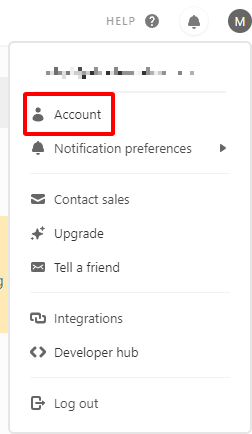 HELP ?
M
Account
Notification preferences
Contact sales
Upgrade
Tell a friend
Integrations
Developer hub
Log out